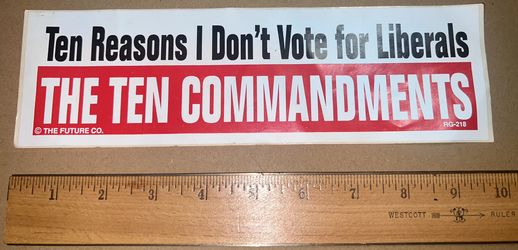 Ten Reasons I Don't Vote for Liberals
THE TEN COMMANDMENTS
© THE FUTURE CO. RG-218
1 2 3 4 5 6 7 8 9 10
WESTCOTT RULER